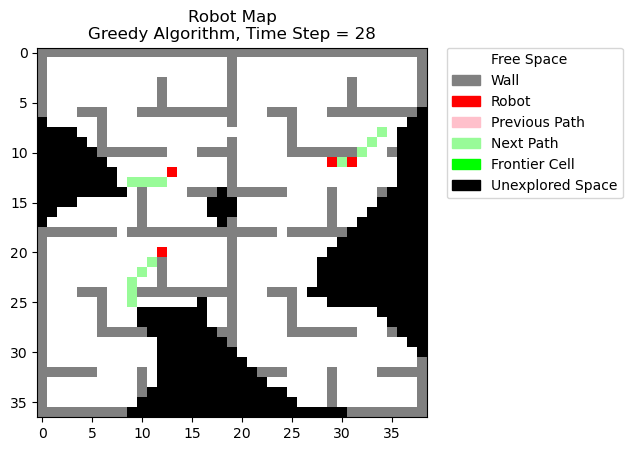 Robot Map
Greedy Algorithm, Time Step = 28
0
5
10
15
20
25
30
35
0
5
10
15
20
25
30
35
Free Space
Wall
Robot
Previous Path
Next Path
Frontier Cell
Unexplored Space